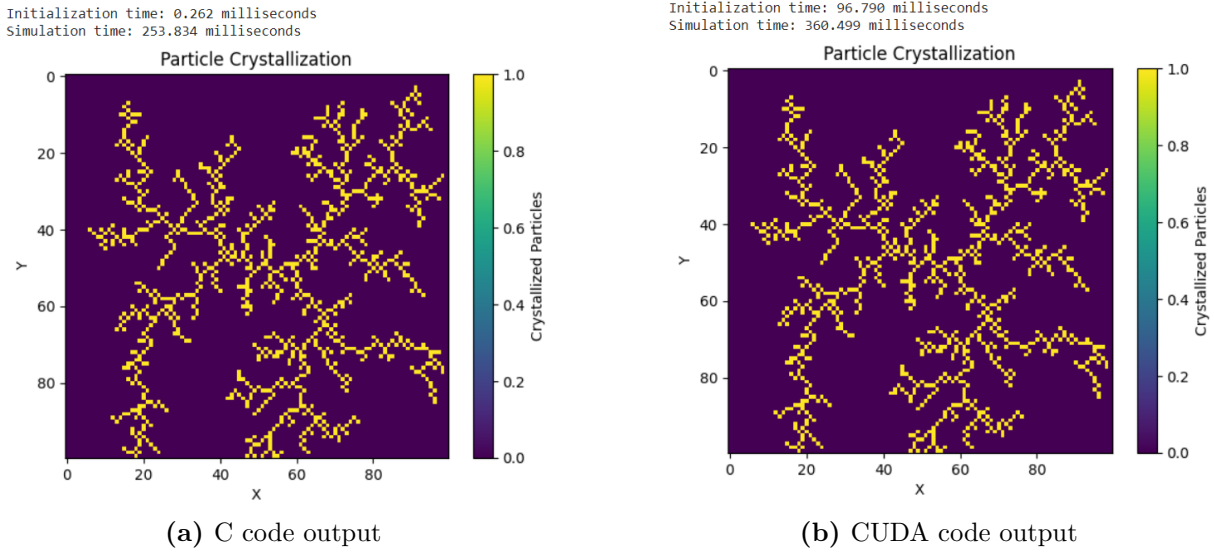 Initialization time: 0.262 milliseconds
Simulation time: 253.834 milliseconds
Particle Crystallization
0
20
40
60
80
Y
0
20
40
60
80
X
1.0
0.8
0.6
0.4
0.2
0.0
Crystallized Particles
(a) C code output
Initialization time: 96.790 milliseconds
Simulation time: 360.499 milliseconds
Particle Crystallization
0
20
40
60
80
Y
0
20
40
60
80
X
1.0
0.8
0.6
0.4
0.2
0.0
Crystallized Particles
(b) CUDA code output